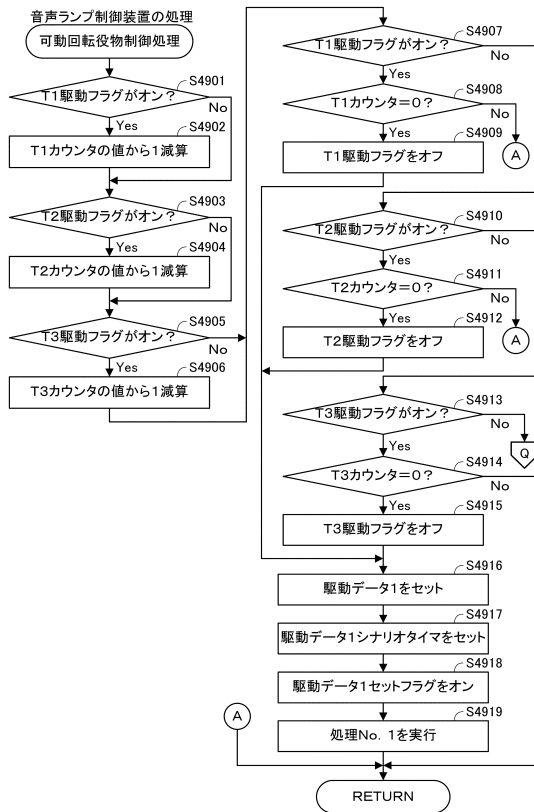 音声ランプ制御装置の処理
可動回転役物制御処理
S4901
T1駆動フラグがオン?
No
Yes
S4902
T1カウンタの値から1減算
S4903
T2駆動フラグがオン?
No
Yes
S4904
T2カウンタの値から1減算
S4905
T3駆動フラグがオン?
No
Yes
S4906
T3カウンタの値から1減算
S4907
T1駆動フラグがオン?
No
Yes
S4908
T1カウンタ=0?
No
A
Yes
S4909
T1駆動フラグをオフ
S4910
T2駆動フラグがオン?
No
Yes
S4911
T2カウンタ=0?
No
A
Yes
S4912
T2駆動フラグをオフ
S4913
T3駆動フラグがオン?
No
Q
Yes
S4914
T3カウンタ=0?
No
Yes
S4915
T3駆動フラグをオフ
S4916
駆動データ1をセット
S4917
駆動データ1シナリオタイマをセット
S4918
駆動データ1セットフラグをオン
S4919
処理No. 1を実行
A
RETURN